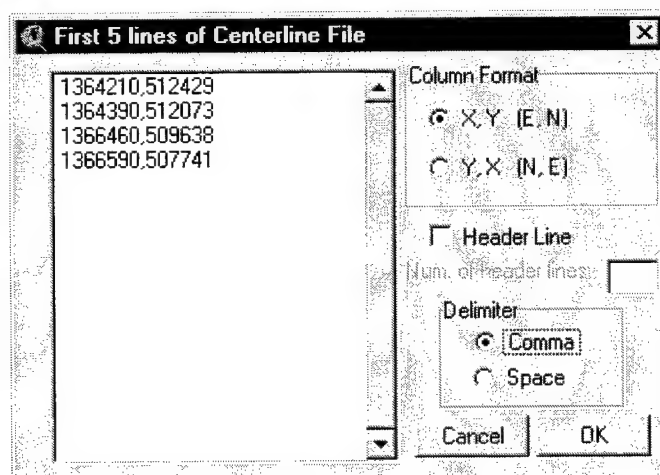 First 5 lines of Centerline File
1364210,512429
1364390,512073
1366460,509638
1366590,507741
Column Format
X,Y (E, N)
Y,X (N, E)
Header Line
Num. of header lines:
Delimiter
Comma
Space
Cancel
OK